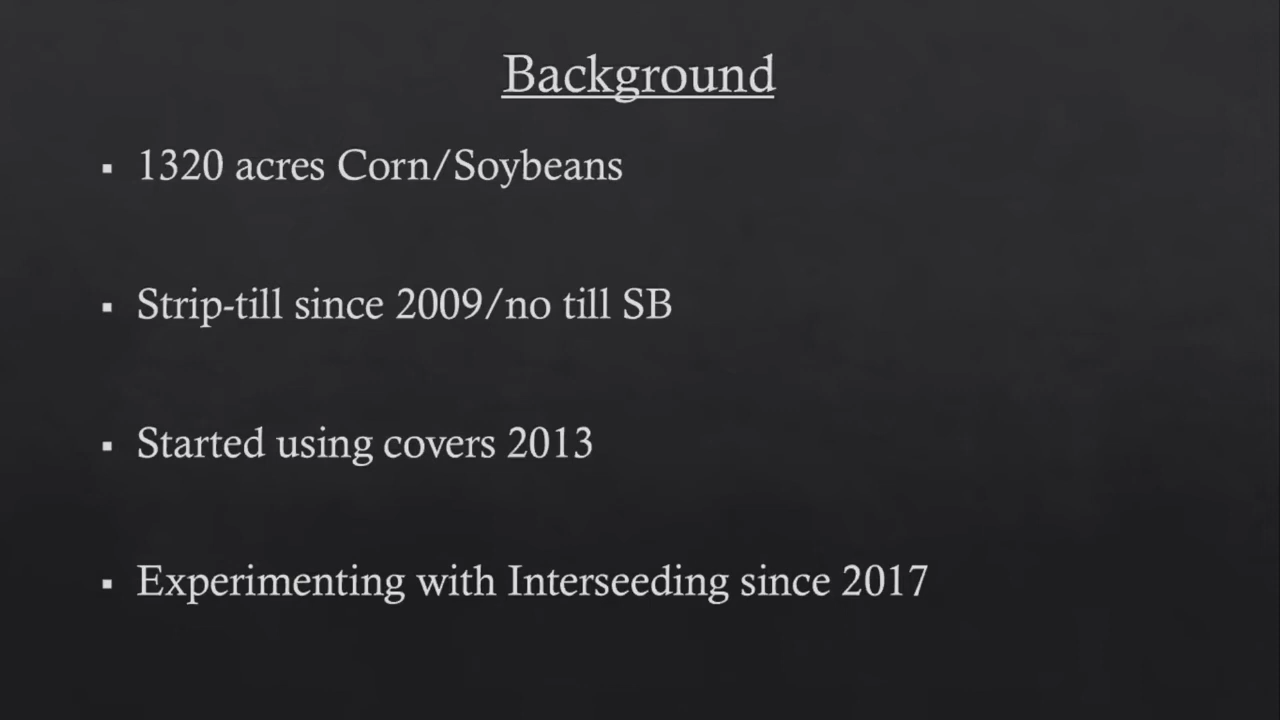 Background
▪ 1320 acres Corn/Soybeans
▪ Strip-till since 2009/no till SB
▪ Started using covers 2013
▪ Experimenting with Interseeding since 2017